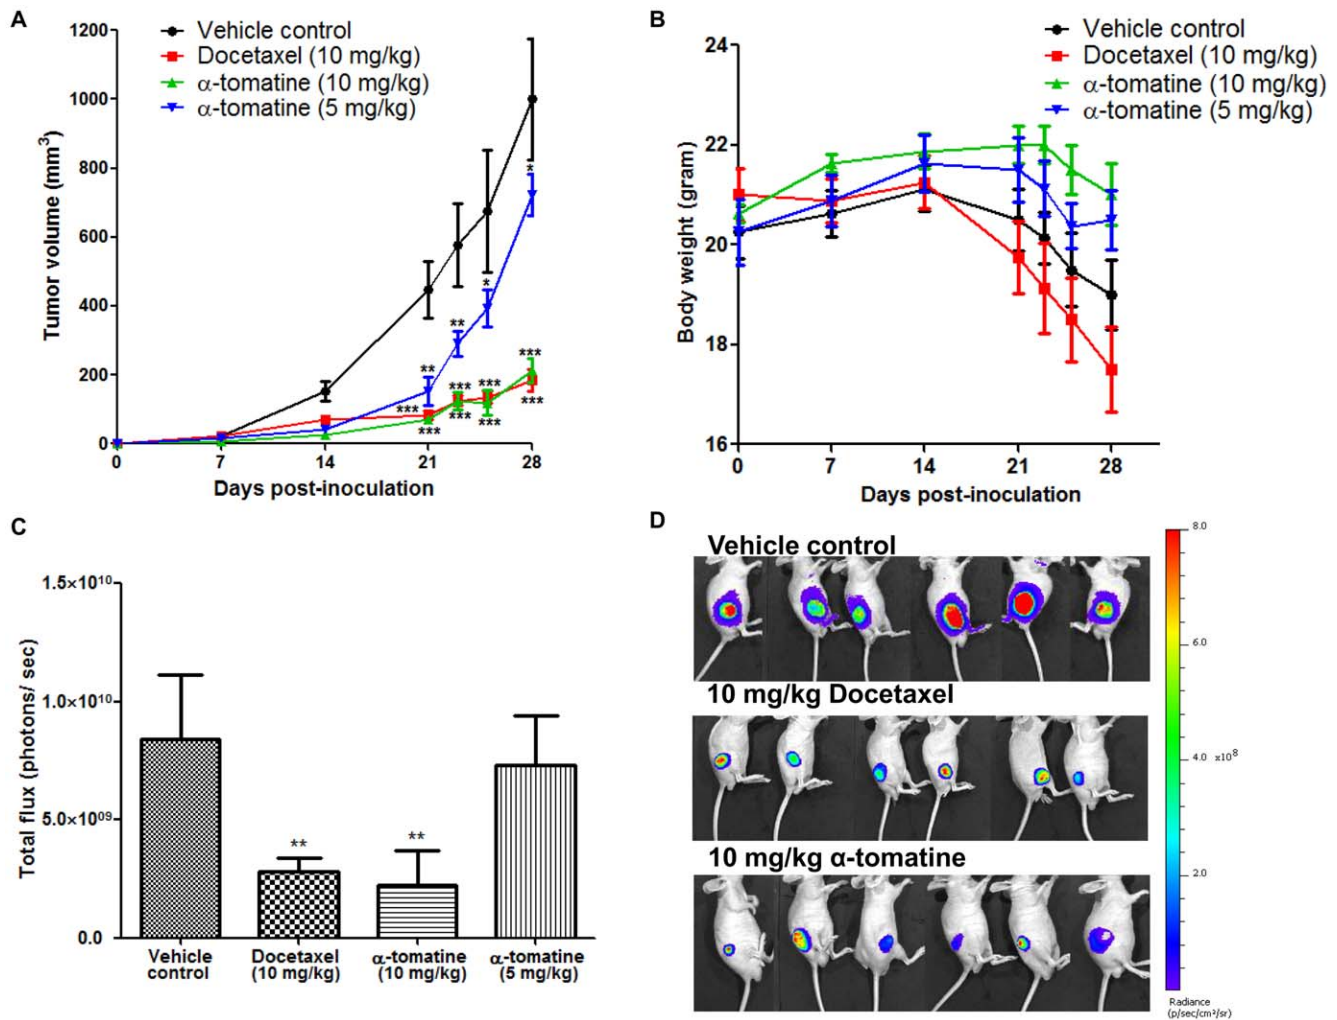 A
1200
1000
800
600
400
200
0
Tumor volume (mm³)
Vehicle control
Docetaxel (10 mg/kg)
α-tomatine (10 mg/kg)
α-tomatine (5 mg/kg)
*
*
**
**
***
***
***
***
***
***
***
***
0 7 14 21 28
Days post-inoculation
B
24
22
20
18
16
Body weight (gram)
Vehicle control
Docetaxel (10 mg/kg)
α-tomatine (10 mg/kg)
α-tomatine (5 mg/kg)
0 7 14 21 28
Days post-inoculation
C
1.5×10¹⁰
1.0×10¹⁰
5.0×10⁰⁹
0.0
Total flux (photons/ sec)
** **
Vehicle control
Docetaxel (10 mg/kg)
α-tomatine (10 mg/kg)
α-tomatine (5 mg/kg)
D
Vehicle control
10 mg/kg Docetaxel
10 mg/kg α-tomatine
8.0
6.0
4.0 x10⁸
2.0
Radiance
(p/sec/cm²/sr)